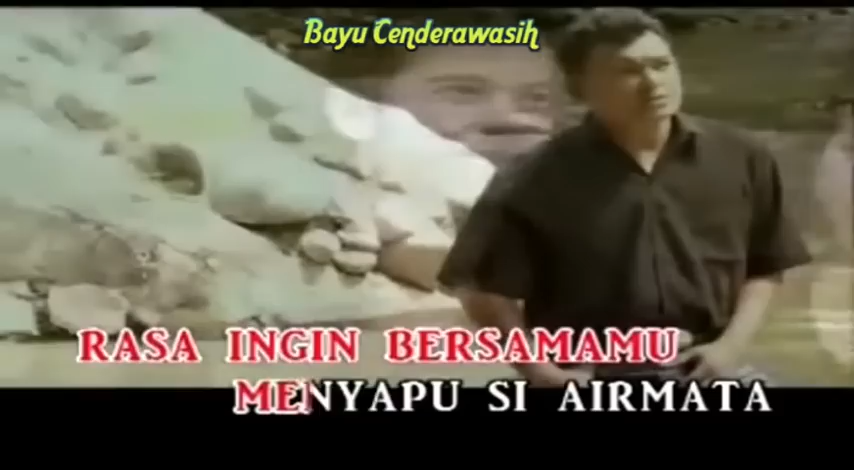 Bayu Cenderawasih
RASA INGIN BERSAMAMU
MENYAPU SI AIRMATA